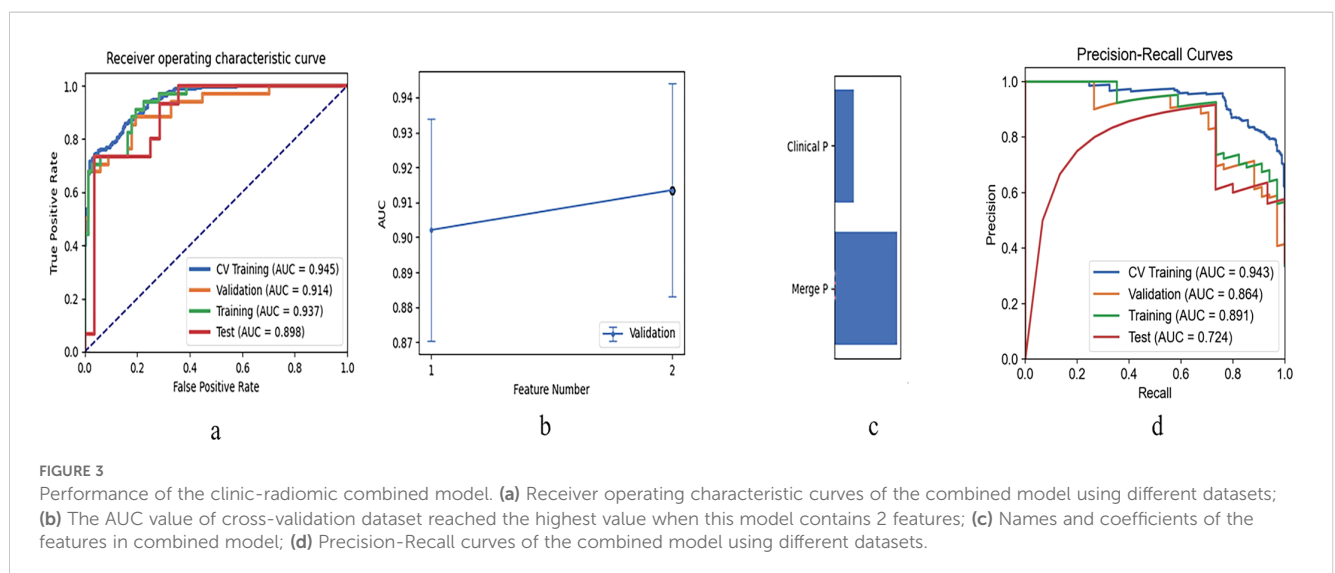 Receiver operating characteristic curve
True Positive Rate
1.0
0.8
0.6
0.4
0.2
0.0
CV Training (AUC = 0.945)
Validation (AUC = 0.914)
Training (AUC = 0.937)
Test (AUC = 0.898)
0.0 0.2 0.4 0.6 0.8 1.0
False Positive Rate
a
AUC
0.94
0.93
0.92
0.91
0.90
0.89
0.88
0.87
Validation
1 2
Feature Number
b
Clinical P
Merge P
c
Precision-Recall Curves
Precision
1.0
0.8
0.6
0.4
0.2
0.0
CV Training (AUC = 0.943)
Validation (AUC = 0.864)
Training (AUC = 0.891)
Test (AUC = 0.724)
0.0 0.2 0.4 0.6 0.8 1.0
Recall
d
FIGURE 3
Performance of the clinic-radiomic combined model. (a) Receiver operating characteristic curves of the combined model using different datasets;
(b) The AUC value of cross-validation dataset reached the highest value when this model contains 2 features; (c) Names and coefficients of the
features in combined model; (d) Precision-Recall curves of the combined model using different datasets.